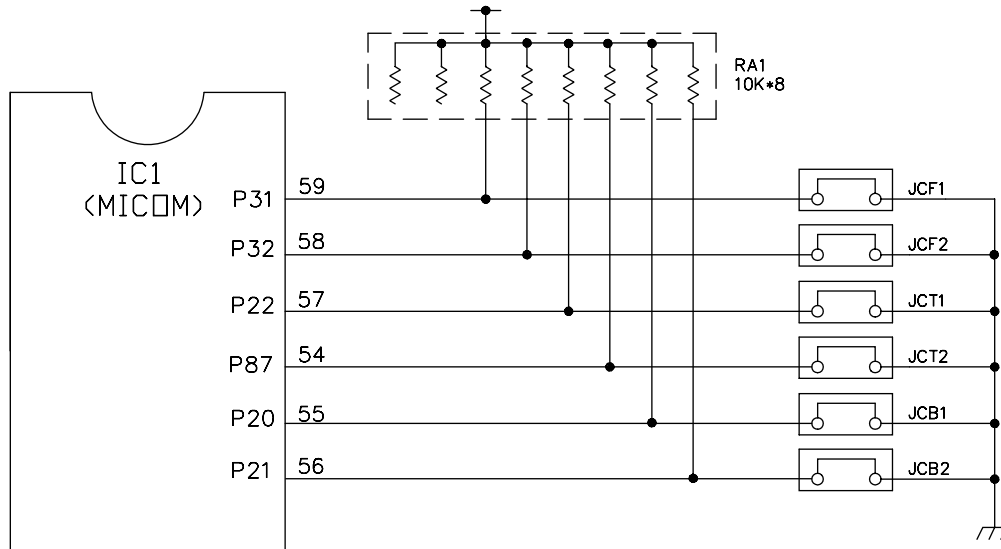 RA1
10K*8
IC1
(MICOM)
P31 59 JCF1
P32 58 JCF2
P22 57 JCT1
P87 54 JCT2
P20 55 JCB1
P21 56 JCB2